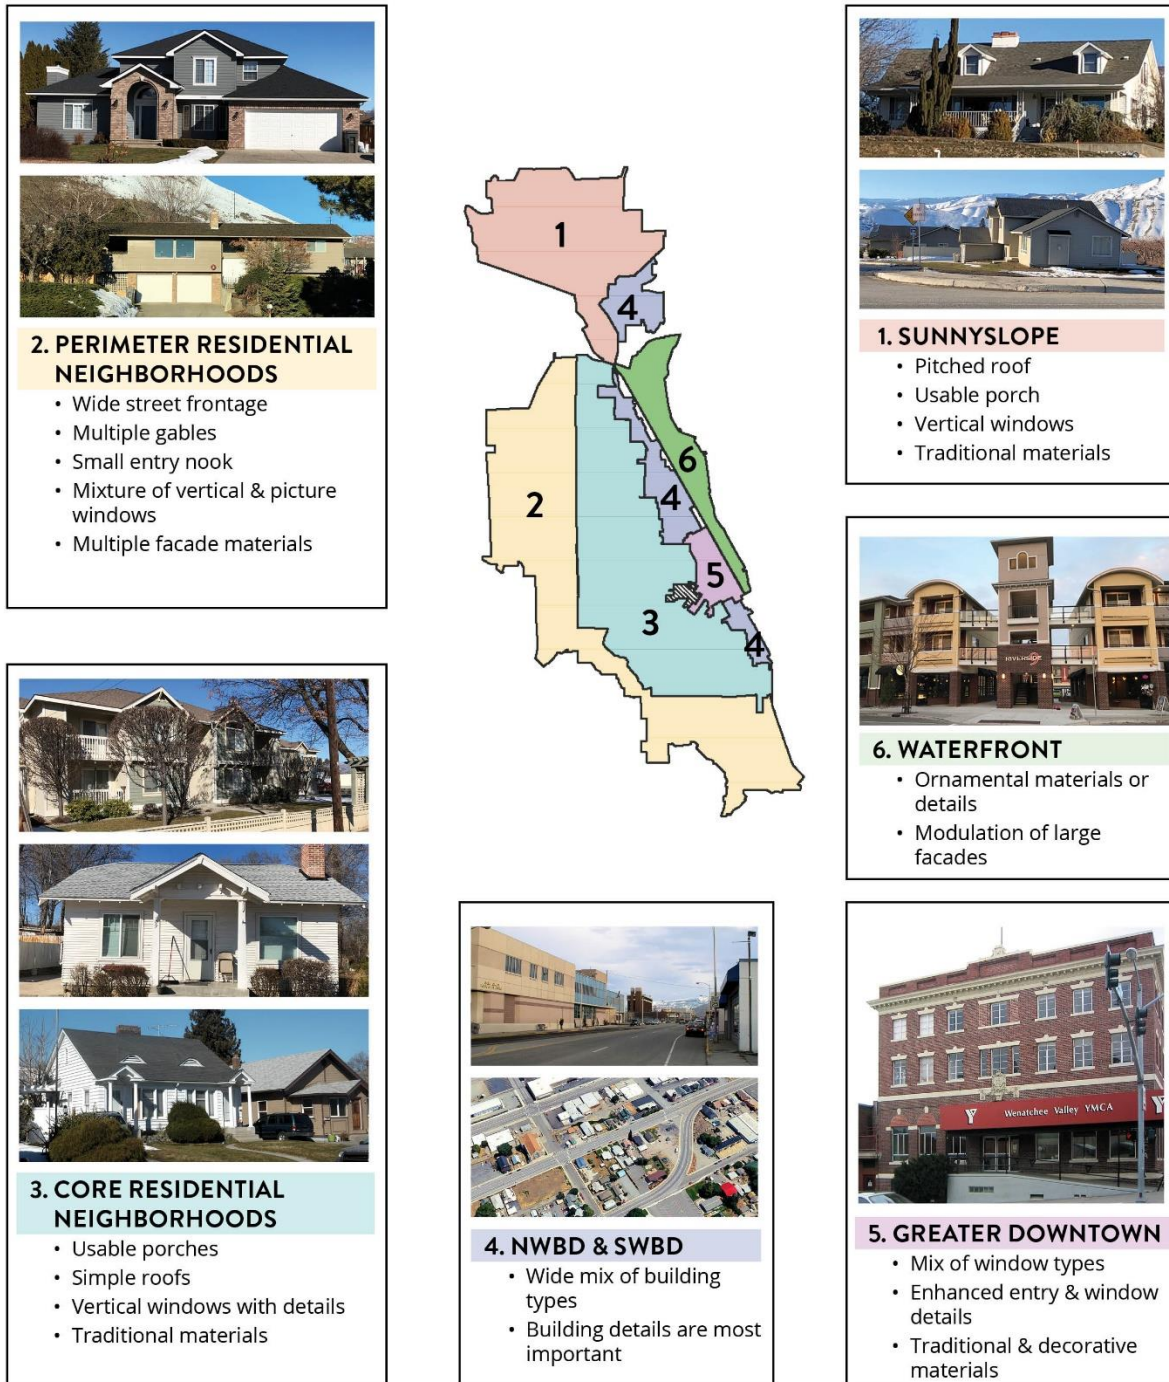 2. PERIMETER RESIDENTIAL
NEIGHBORHOODS
• Wide street frontage
• Multiple gables
• Small entry nook
• Mixture of vertical & picture
windows
• Multiple facade materials
1
4
6
2
4
5
3
4
1. SUNNYSLOPE
• Pitched roof
• Usable porch
• Vertical windows
• Traditional materials
RIVERSIDE
6. WATERFRONT
• Ornamental materials or
details
• Modulation of large
facades
3. CORE RESIDENTIAL
NEIGHBORHOODS
• Usable porches
• Simple roofs
• Vertical windows with details
• Traditional materials
4. NWBD & SWBD
• Wide mix of building
types
• Building details are most
important
Wenatchee Valley YMCA
5. GREATER DOWNTOWN
• Mix of window types
• Enhanced entry & window
details
• Traditional & decorative
materials